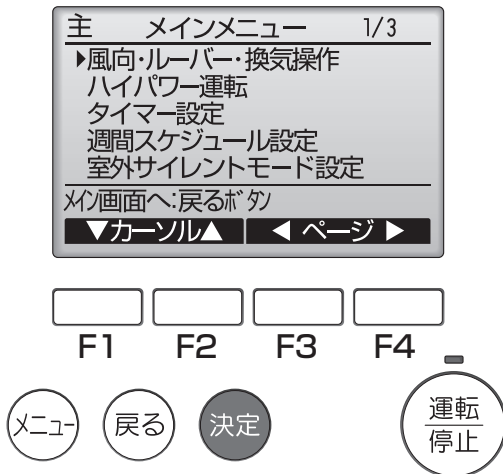 主 メインメニュー 1/3
▶風向・ルーバー・換気操作
ハイパワー運転
タイマー設定
週間スケジュール設定
室外サイレントモード設定
メイン画面へ:戻るボタン
▼カーソル▲ ◀ ページ ▶
F1 F2 F3 F4
メニュー 戻る 決定 運転
停止